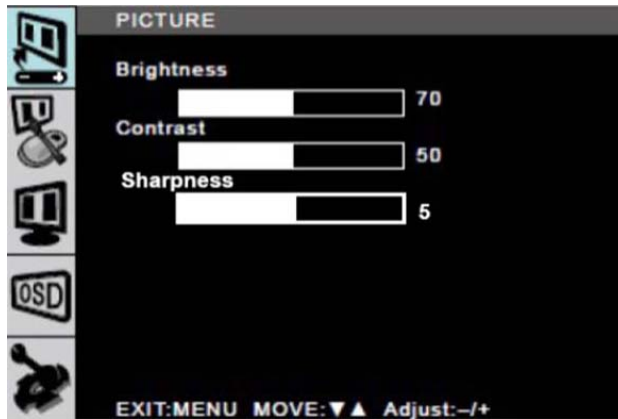 PICTURE
Brightness
70
Contrast
50
Sharpness
5
OSD
EXIT:MENU MOVE:▼▲ Adjust:–/+